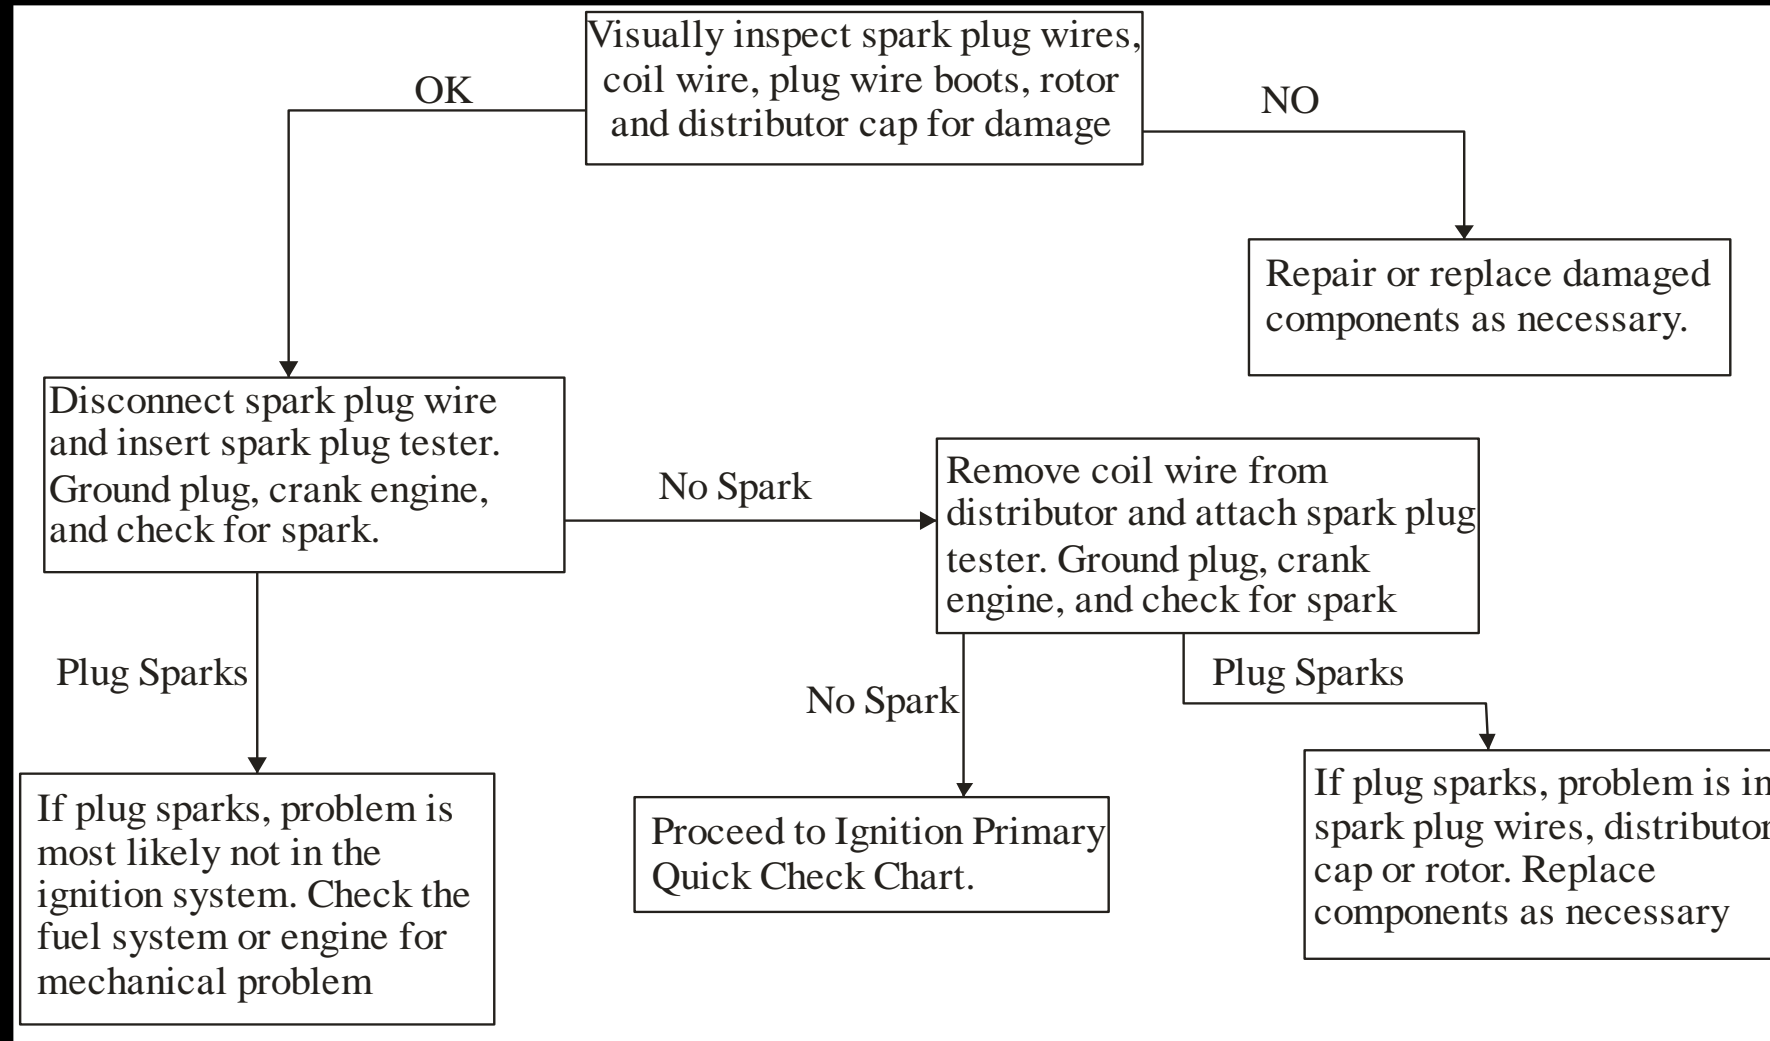 Visually inspect spark plug wires,
coil wire, plug wire boots, rotor
and distributor cap for damage
OK
NO
Repair or replace damaged
components as necessary.
Disconnect spark plug wire
and insert spark plug tester.
Ground plug, crank engine,
and check for spark.
No Spark
Remove coil wire from
distributor and attach spark plug
tester. Ground plug, crank
engine, and check for spark
Plug Sparks
No Spark
Plug Sparks
If plug sparks, problem is
most likely not in the
ignition system. Check the
fuel system or engine for
mechanical problem
Proceed to Ignition Primary
Quick Check Chart.
If plug sparks, problem is in
spark plug wires, distributor
cap or rotor. Replace
components as necessary